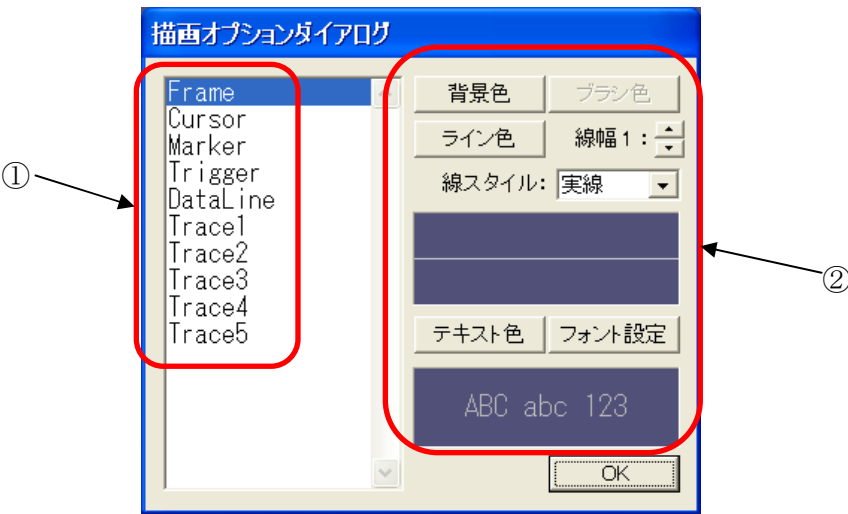 描画オプションダイアログ
①
Frame
Cursor
Marker
Trigger
DataLine
Trace1
Trace2
Trace3
Trace4
Trace5
背景色 ブラシ色
ライン色 線幅 1 :
線スタイル: 実線
②
テキスト色 フォント設定
ABC abc 123
OK